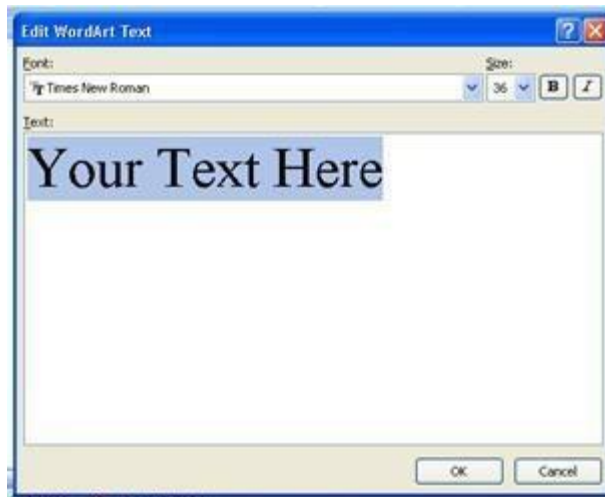 Edit WordArt Text
Font:
Size:
Times New Roman
36
B
I
Text:
Your Text Here
OK
Cancel